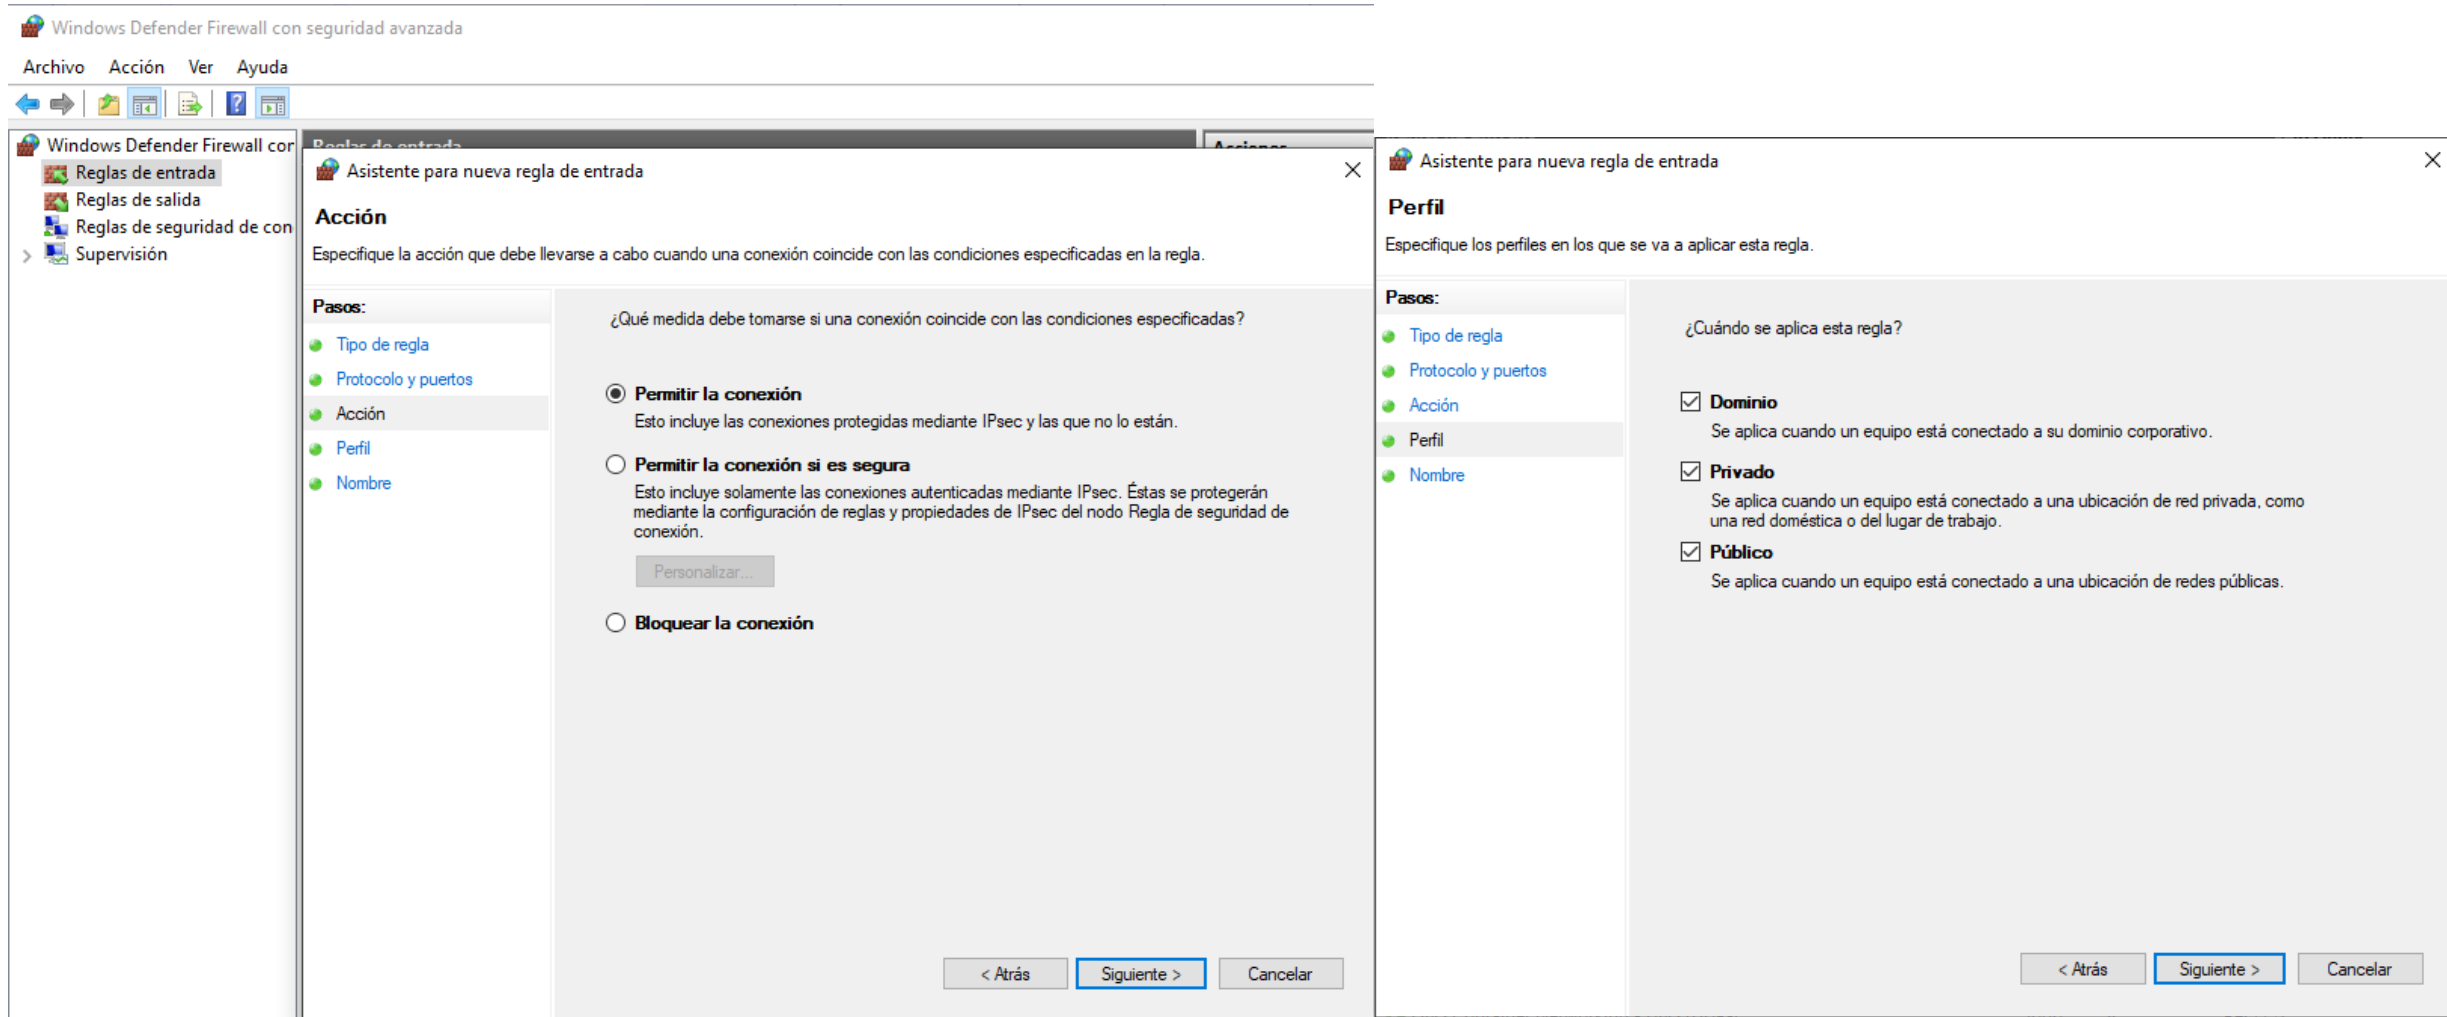 Windows Defender Firewall con seguridad avanzada
Archivo Acción Ver Ayuda
Windows Defender Firewall con
Reglas de entrada
Reglas de salida
Reglas de seguridad de con
Supervisión
Reglas de entrada
Acciones
Asistente para nueva regla de entrada
Acción
Especifique la acción que debe llevarse a cabo cuando una conexión coincide con las condiciones especificadas en la regla.
Pasos:
Tipo de regla
Protocolo y puertos
Acción
Perfil
Nombre
¿Qué medida debe tomarse si una conexión coincide con las condiciones especificadas?
Permitir la conexión
Esto incluye las conexiones protegidas mediante IPsec y las que no lo están.
Permitir la conexión si es segura
Esto incluye solamente las conexiones autenticadas mediante IPsec. Éstas se protegerán
mediante la configuración de reglas y propiedades de IPsec del nodo Regla de seguridad de
conexión.
Personalizar...
Bloquear la conexión
< Atrás
Siguiente >
Cancelar
Asistente para nueva regla de entrada
Perfil
Especifique los perfiles en los que se va a aplicar esta regla.
Pasos:
Tipo de regla
Protocolo y puertos
Acción
Perfil
Nombre
¿Cuándo se aplica esta regla?
Dominio
Se aplica cuando un equipo está conectado a su dominio corporativo.
Privado
Se aplica cuando un equipo está conectado a una ubicación de red privada, como
una red doméstica o del lugar de trabajo.
Público
Se aplica cuando un equipo está conectado a una ubicación de redes públicas.
< Atrás
Siguiente >
Cancelar